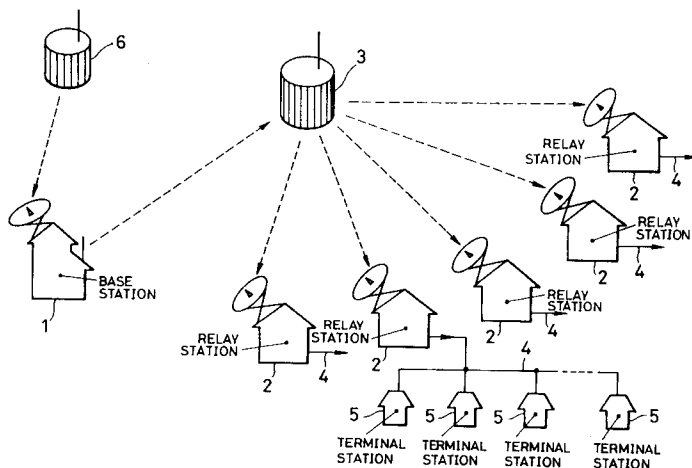 6
3
RELAY
STATION
2
4
RELAY
STATION
2
4
BASE
STATION
1
RELAY
STATION
2
4
RELAY
STATION
2
RELAY
STATION
2
4
4
5
5
5
5
TERMINAL
STATION
TERMINAL
STATION
TERMINAL
STATION
TERMINAL
STATION